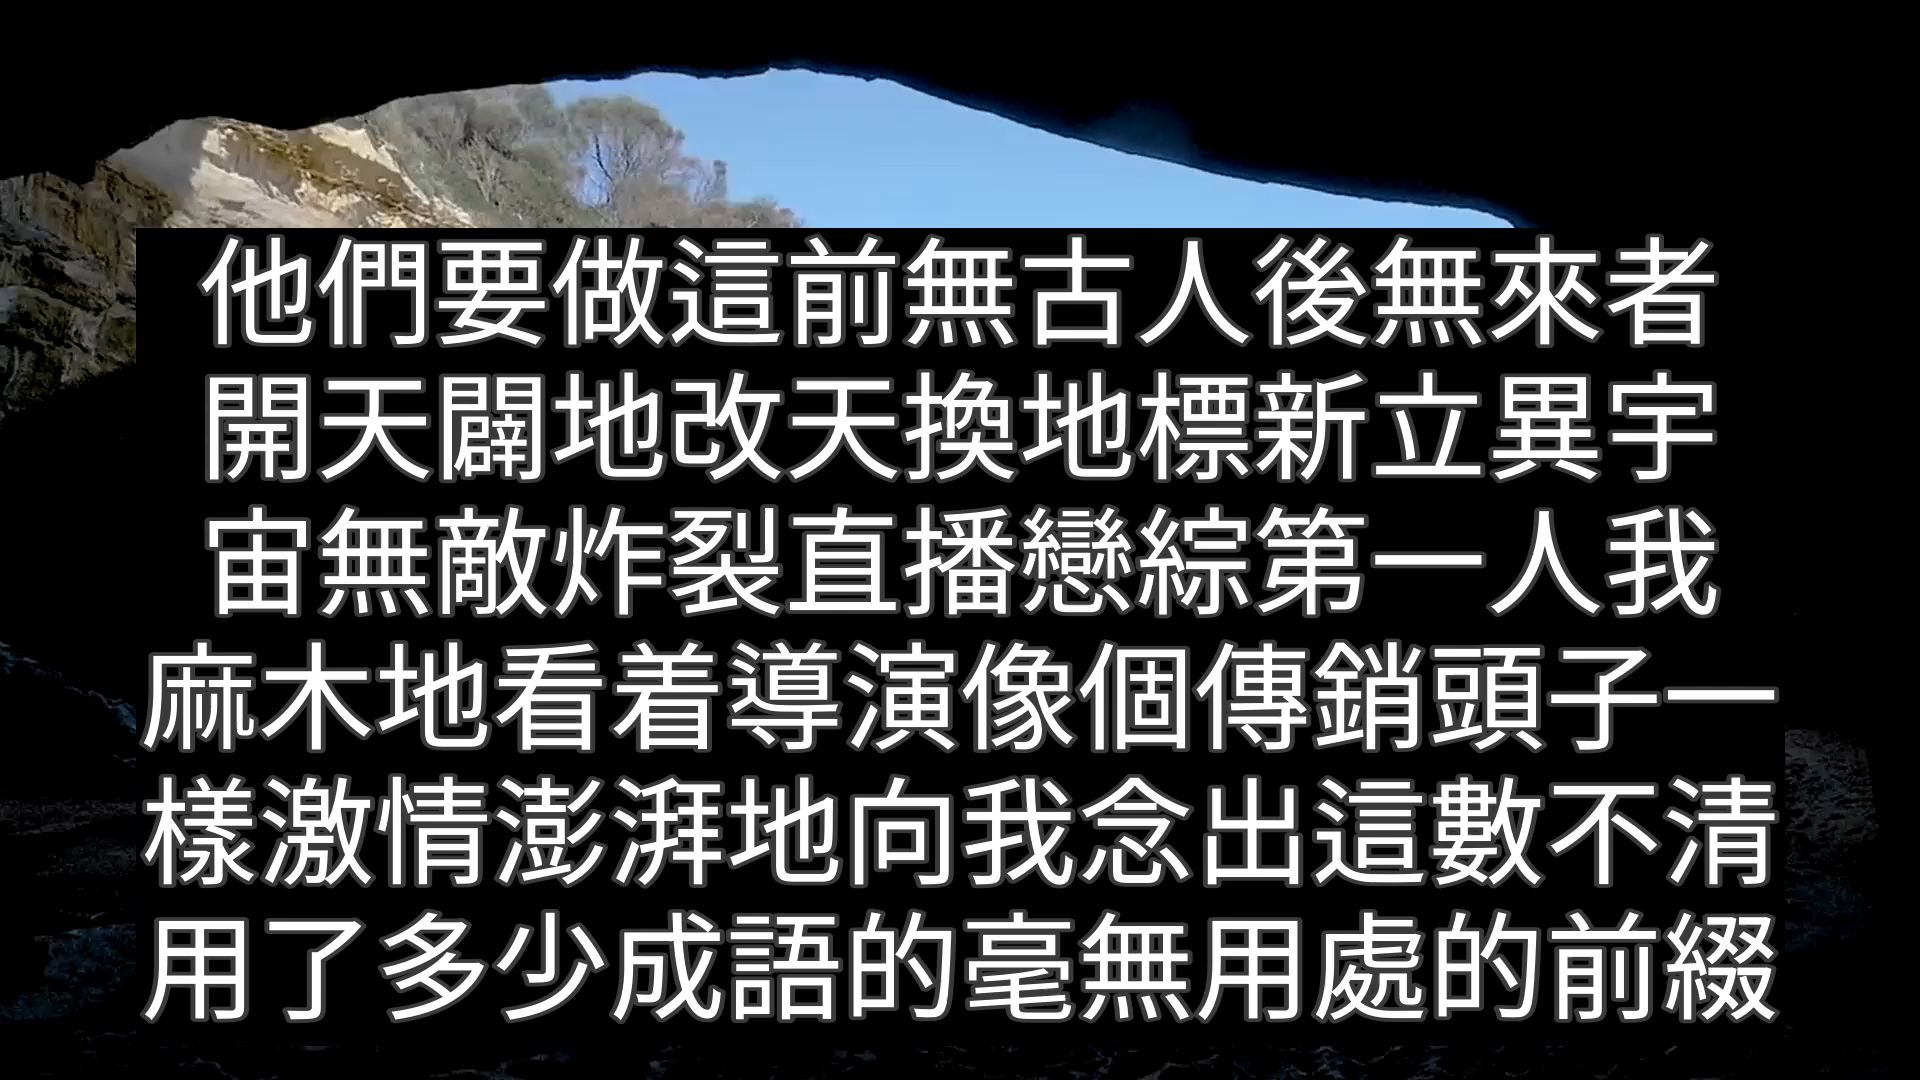 他們要做這前無古人後無來者
開天闢地改天換地標新立異宇
宙無敵炸裂直播戀綜第一人我
麻木地看着導演像個傳銷頭子一
樣激情澎湃地向我念出這數不清
用了多少成語的毫無用處的前綴